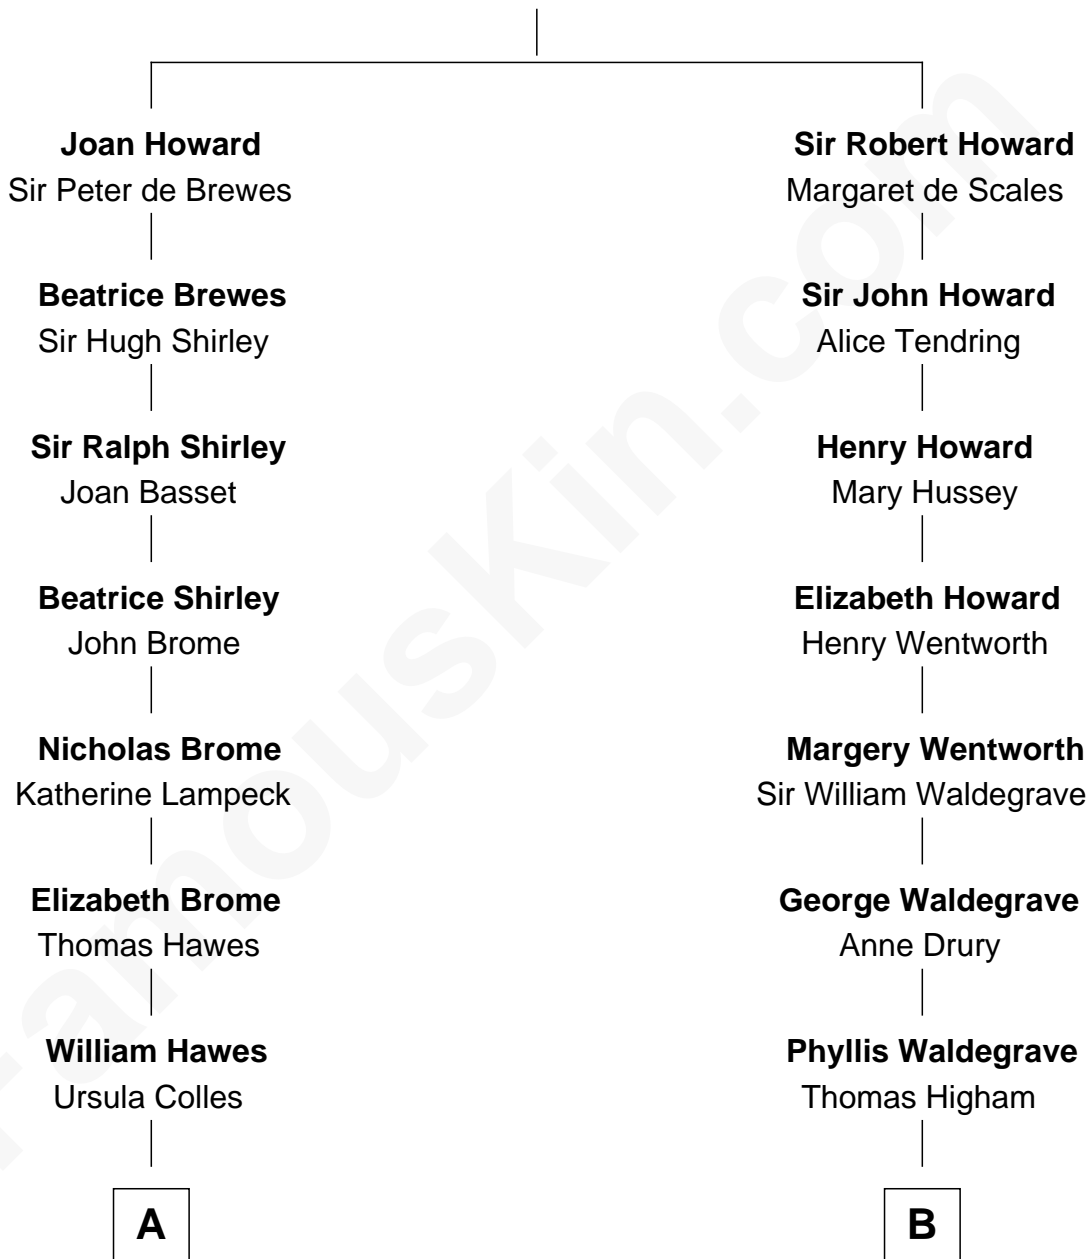 Joan Howard
Sir Peter de Brewes
Beatrice Brewes
Sir Hugh Shirley
Sir Ralph Shirley
Joan Basset
Beatrice Shirley
John Brome
Nicholas Brome
Katherine Lampeck
Elizabeth Brome
Thomas Hawes
William Hawes
Ursula Colles
A
Sir Robert Howard
Margaret de Scales
Sir John Howard
Alice Tendring
Henry Howard
Mary Hussey
Elizabeth Howard
Henry Wentworth
Margery Wentworth
Sir William Waldegrave
George Waldegrave
Anne Drury
Phyllis Waldegrave
Thomas Higham
B
FamousKin.com